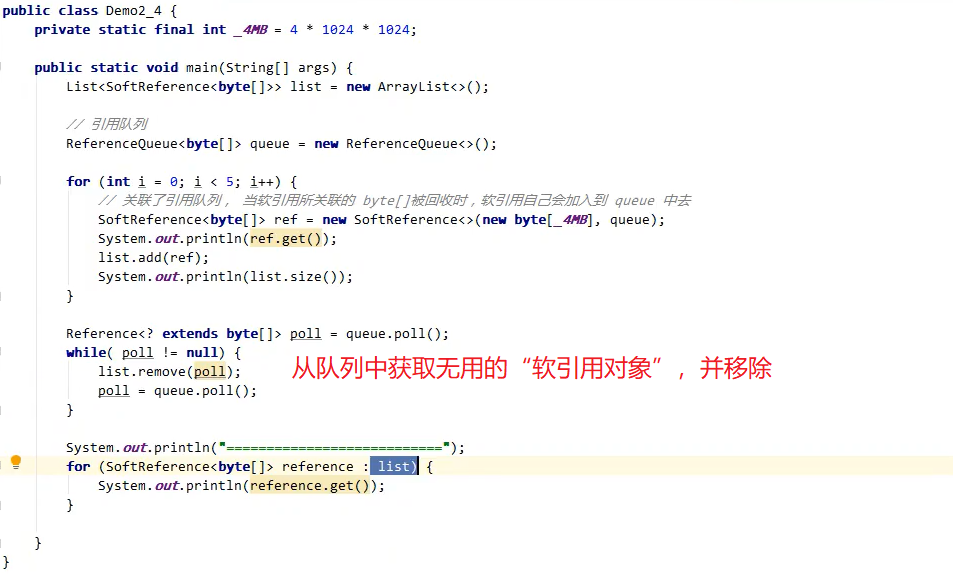 public class Demo2_4 {
    private static final int _4MB = 4 * 1024 * 1024;

    public static void main(String[] args) {
        List<SoftReference<byte[]>> list = new ArrayList<>();

        // 引用队列
        ReferenceQueue<byte[]> queue = new ReferenceQueue<>();

        for (int i = 0; i < 5; i++) {
            // 关联了引用队列， 当软引用所关联的 byte[]被回收时，软引用自己会加入到 queue 中去
            SoftReference<byte[]> ref = new SoftReference<>(new byte[_4MB], queue);
            System.out.println(ref.get());
            list.add(ref);
            System.out.println(list.size());
        }

        Reference<? extends byte[]> poll = queue.poll();
        while( poll != null) {
            list.remove(poll);
从队列中获取无用的“软引用对象”，并移除
            poll = queue.poll();
        }

        System.out.println("===========================");
        for (SoftReference<byte[]> reference : list) {
            System.out.println(reference.get());
        }

    }
}